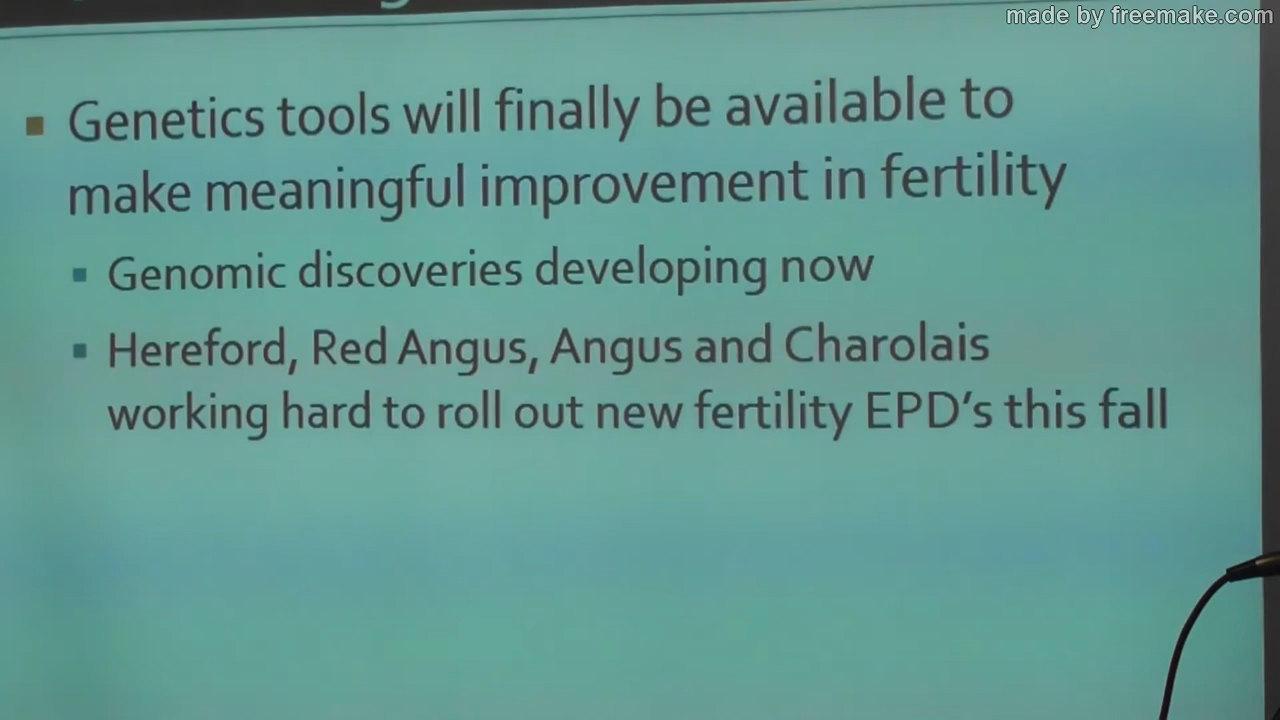 made by freemake.com
Genetics tools will finally be available to
make meaningful improvement in fertility
Genomic discoveries developing now
Hereford, Red Angus, Angus and Charolais
working hard to roll out new fertility EPD's this fall